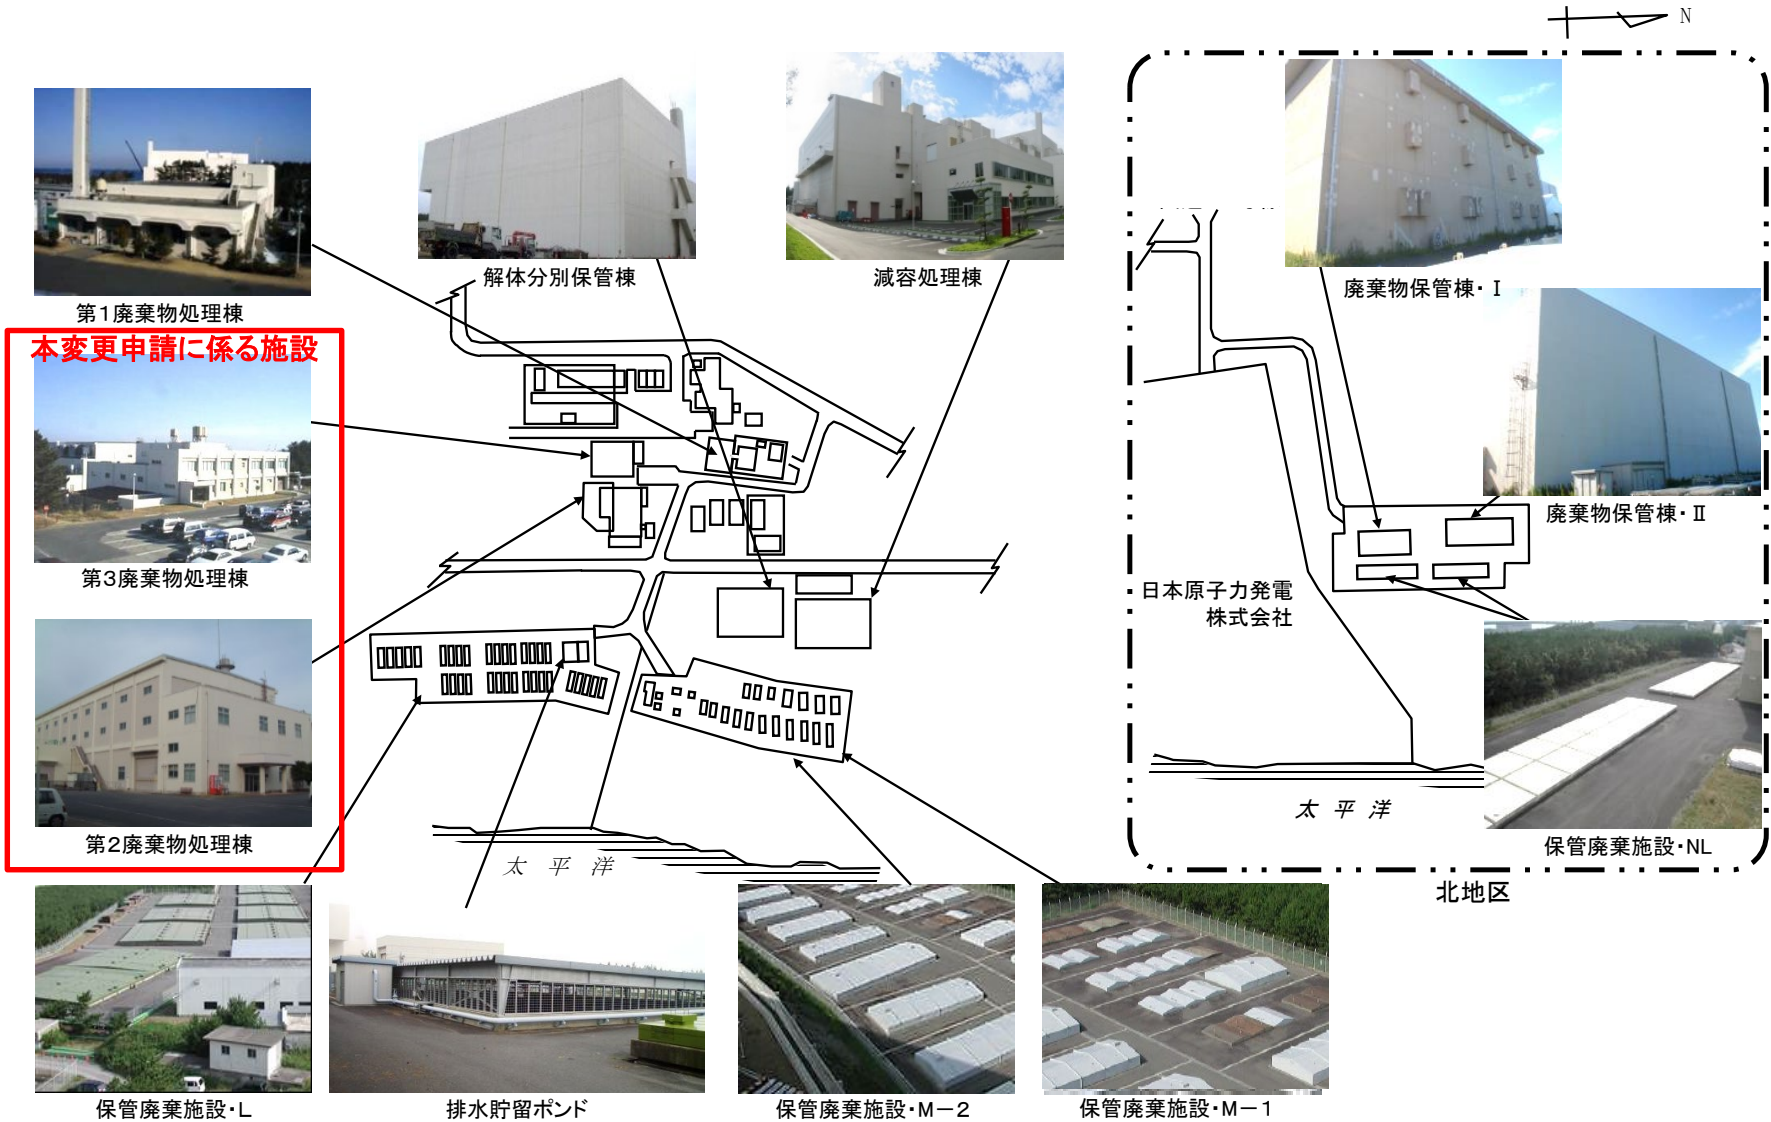 N
解体分別保管棟
減容処理棟
廃棄物保管棟・Ⅰ
第1廃棄物処理棟
本変更申請に係る施設
廃棄物保管棟・Ⅱ
第3廃棄物処理棟
日本原子力発電
株式会社
太平洋
第2廃棄物処理棟
太平洋
保管廃棄施設・NL
北地区
保管廃棄施設・L
排水貯留ポンド
保管廃棄施設・M－2
保管廃棄施設・M－1